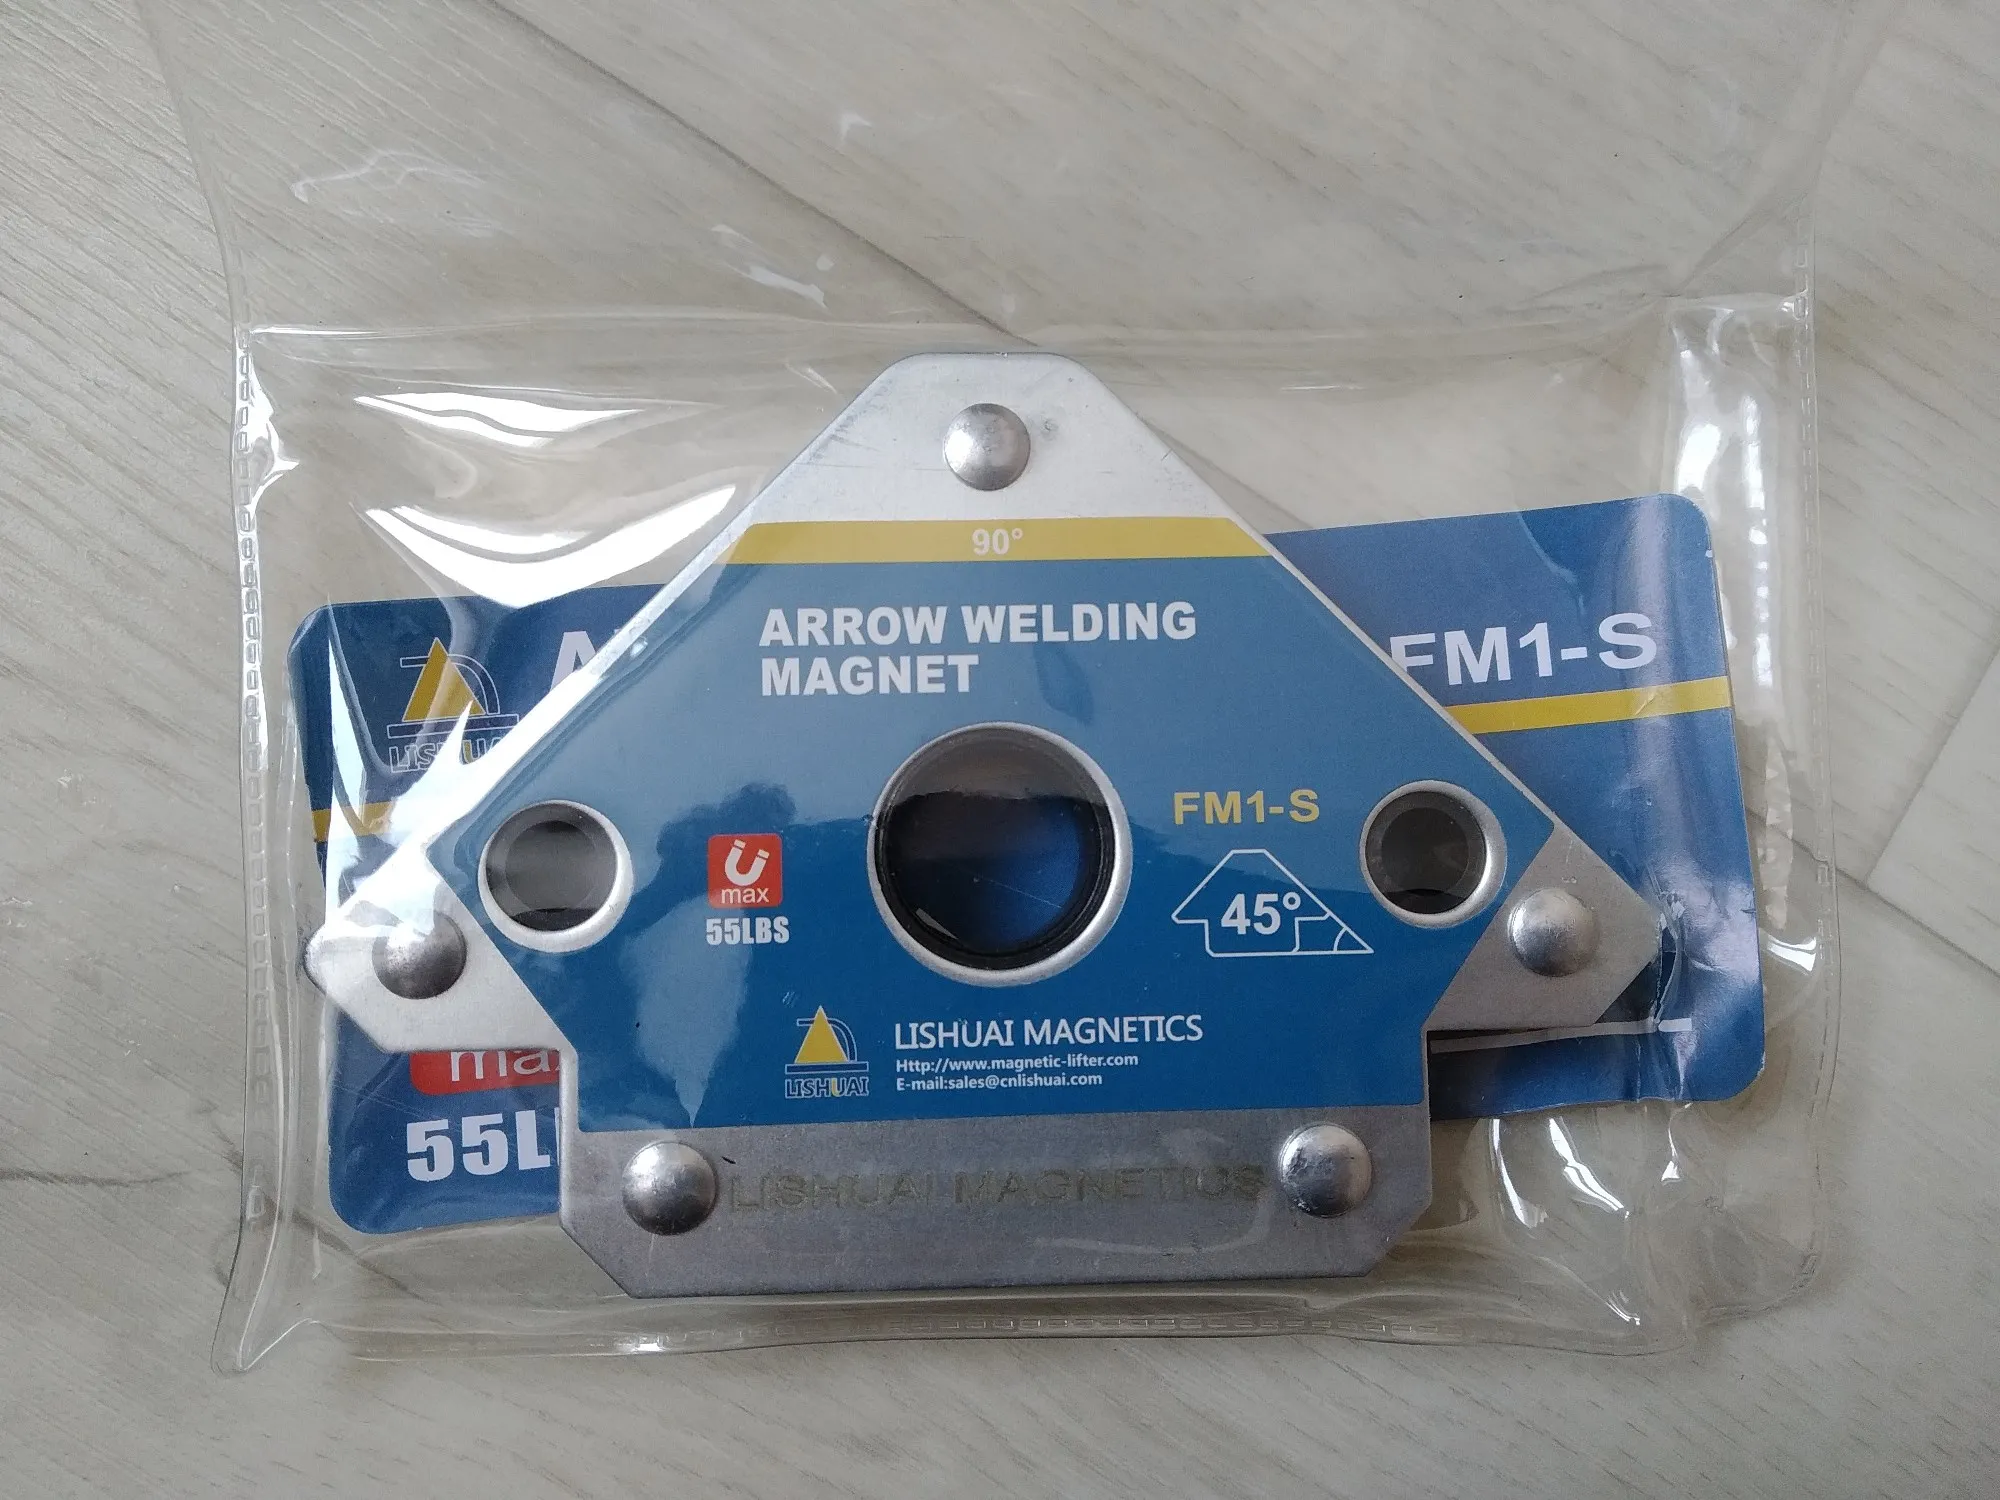 90°
ARROW WELDING
MAGNET
FM1-S
FM1-S
LISHUAI
max
55LBS
45°
LISHUAI MAGNETICS
Http://www.magnetic-lifter.com
E-mail:sales@cnlishuai.com
LISHUAI
LISHUAI MAGNETICS